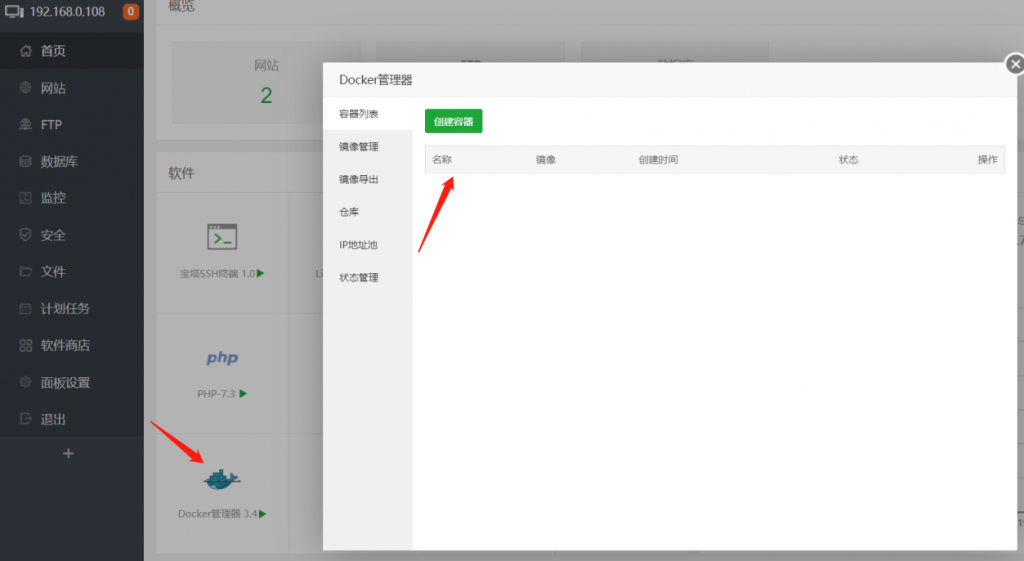 192.168.0.108 0
首页
网站
FTP
数据库
监控
安全
文件
计划任务
软件商店
面板设置
退出
+
概览
网站
2
软件
宝塔SSH终端 1.0
php
PHP-7.3
Docker管理器 3.4
Docker管理器
容器列表
镜像管理
镜像导出
仓库
IP地址池
状态管理
创建容器
名称 镜像 创建时间 状态 操作